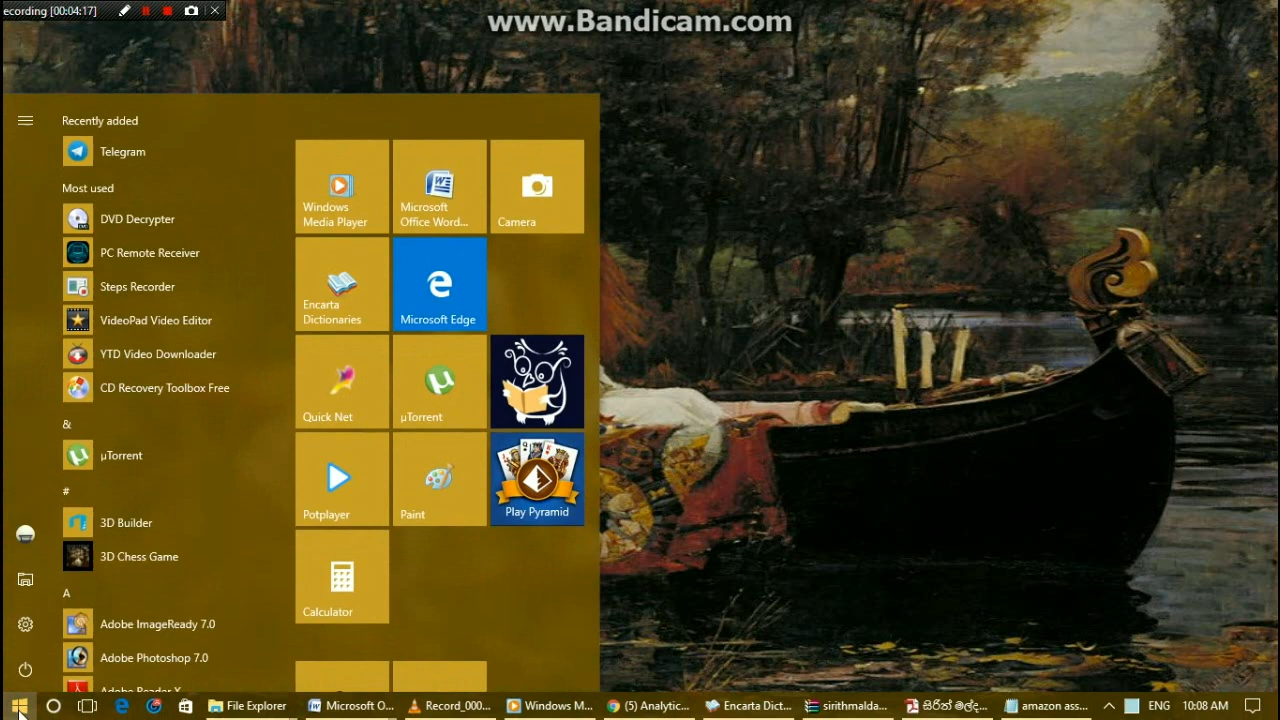 ecording [00:04:17]
www.Bandicam.com
Recently added
Telegram
Most used
DVD Decrypter
PC Remote Receiver
Steps Recorder
VideoPad Video Editor
YTD Video Downloader
CD Recovery Toolbox Free
&
µTorrent
#
3D Builder
3D Chess Game
A
Adobe ImageReady 7.0
Adobe Photoshop 7.0
Adobe Reader X
Windows
Media Player
Microsoft
Office Word...
Camera
Encarta
Dictionaries
Microsoft Edge
Quick Net
µTorrent
Potplayer
Paint
Play Pyramid
Calculator
File Explorer
Microsoft O...
Record_000...
Windows M...
(5) Analytic...
Encarta Dict...
sirithmalda...
සිරිත් මල්ද...
amazon ass...
ENG
10:08 AM